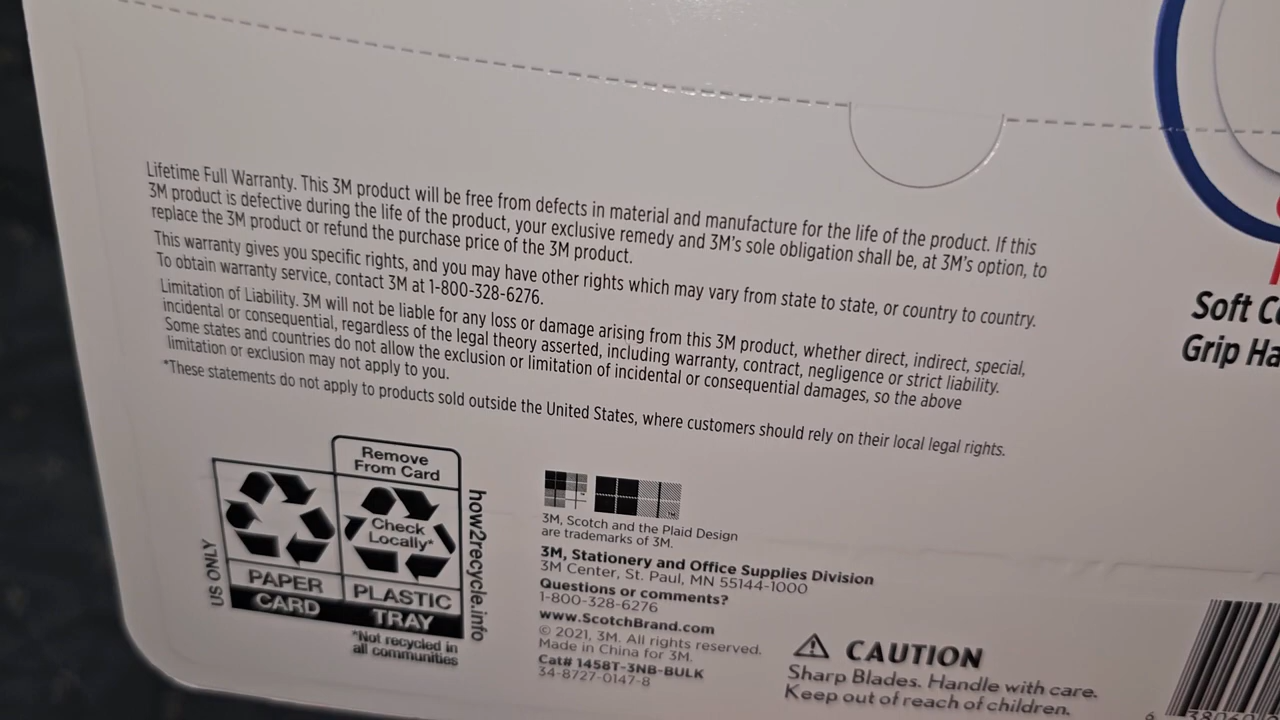 Lifetime Full Warranty. This 3M product will be free from defects in material and manufacture for the life of the product. If this
3M product is defective during the life of the product, your exclusive remedy and 3M's sole obligation shall be, at 3M's option, to
replace the 3M product or refund the purchase price of the 3M product.
This warranty gives you specific rights, and you may have other rights which may vary from state to state, or country to country.
To obtain warranty service, contact 3M at 1-800-328-6276.
Limitation of Liability. 3M will not be liable for any loss or damage arising from this 3M product, whether direct, indirect, special,
incidental or consequential, regardless of the legal theory asserted, including warranty, contract, negligence or strict liability.
Some states and countries do not allow the exclusion or limitation of incidental or consequential damages, so the above
limitation or exclusion may not apply to you.
*These statements do not apply to products sold outside the United States, where customers should rely on their local legal rights.
Soft
Grip
Remove
From Card
Check
Locally*
PAPER
CARD
PLASTIC
TRAY
US ONLY
how2recycle.info
*Not recycled in
all communities
3M, Scotch and the Plaid Design
are trademarks of 3M.
3M, Stationery and Office Supplies Division
3M Center, St. Paul, MN 55144-1000
Questions or comments?
1-800-328-6276
www.ScotchBrand.com
© 2021, 3M. All rights reserved.
Made in China for 3M.
Cat# 1458T-3NB-BULK
34-8727-0147-8
CAUTION
Sharp Blades. Handle with care.
Keep out of reach of children.